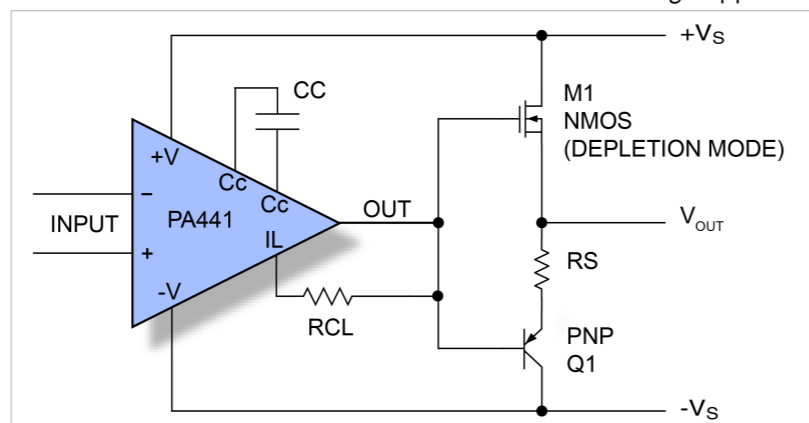 +Vs
CC
M1
NMOS
(DEPLETION MODE)
+V
Cc
Cc
−
INPUT
PA441
OUT
VOUT
IL
+
-V
RS
RCL
PNP
Q1
-Vs